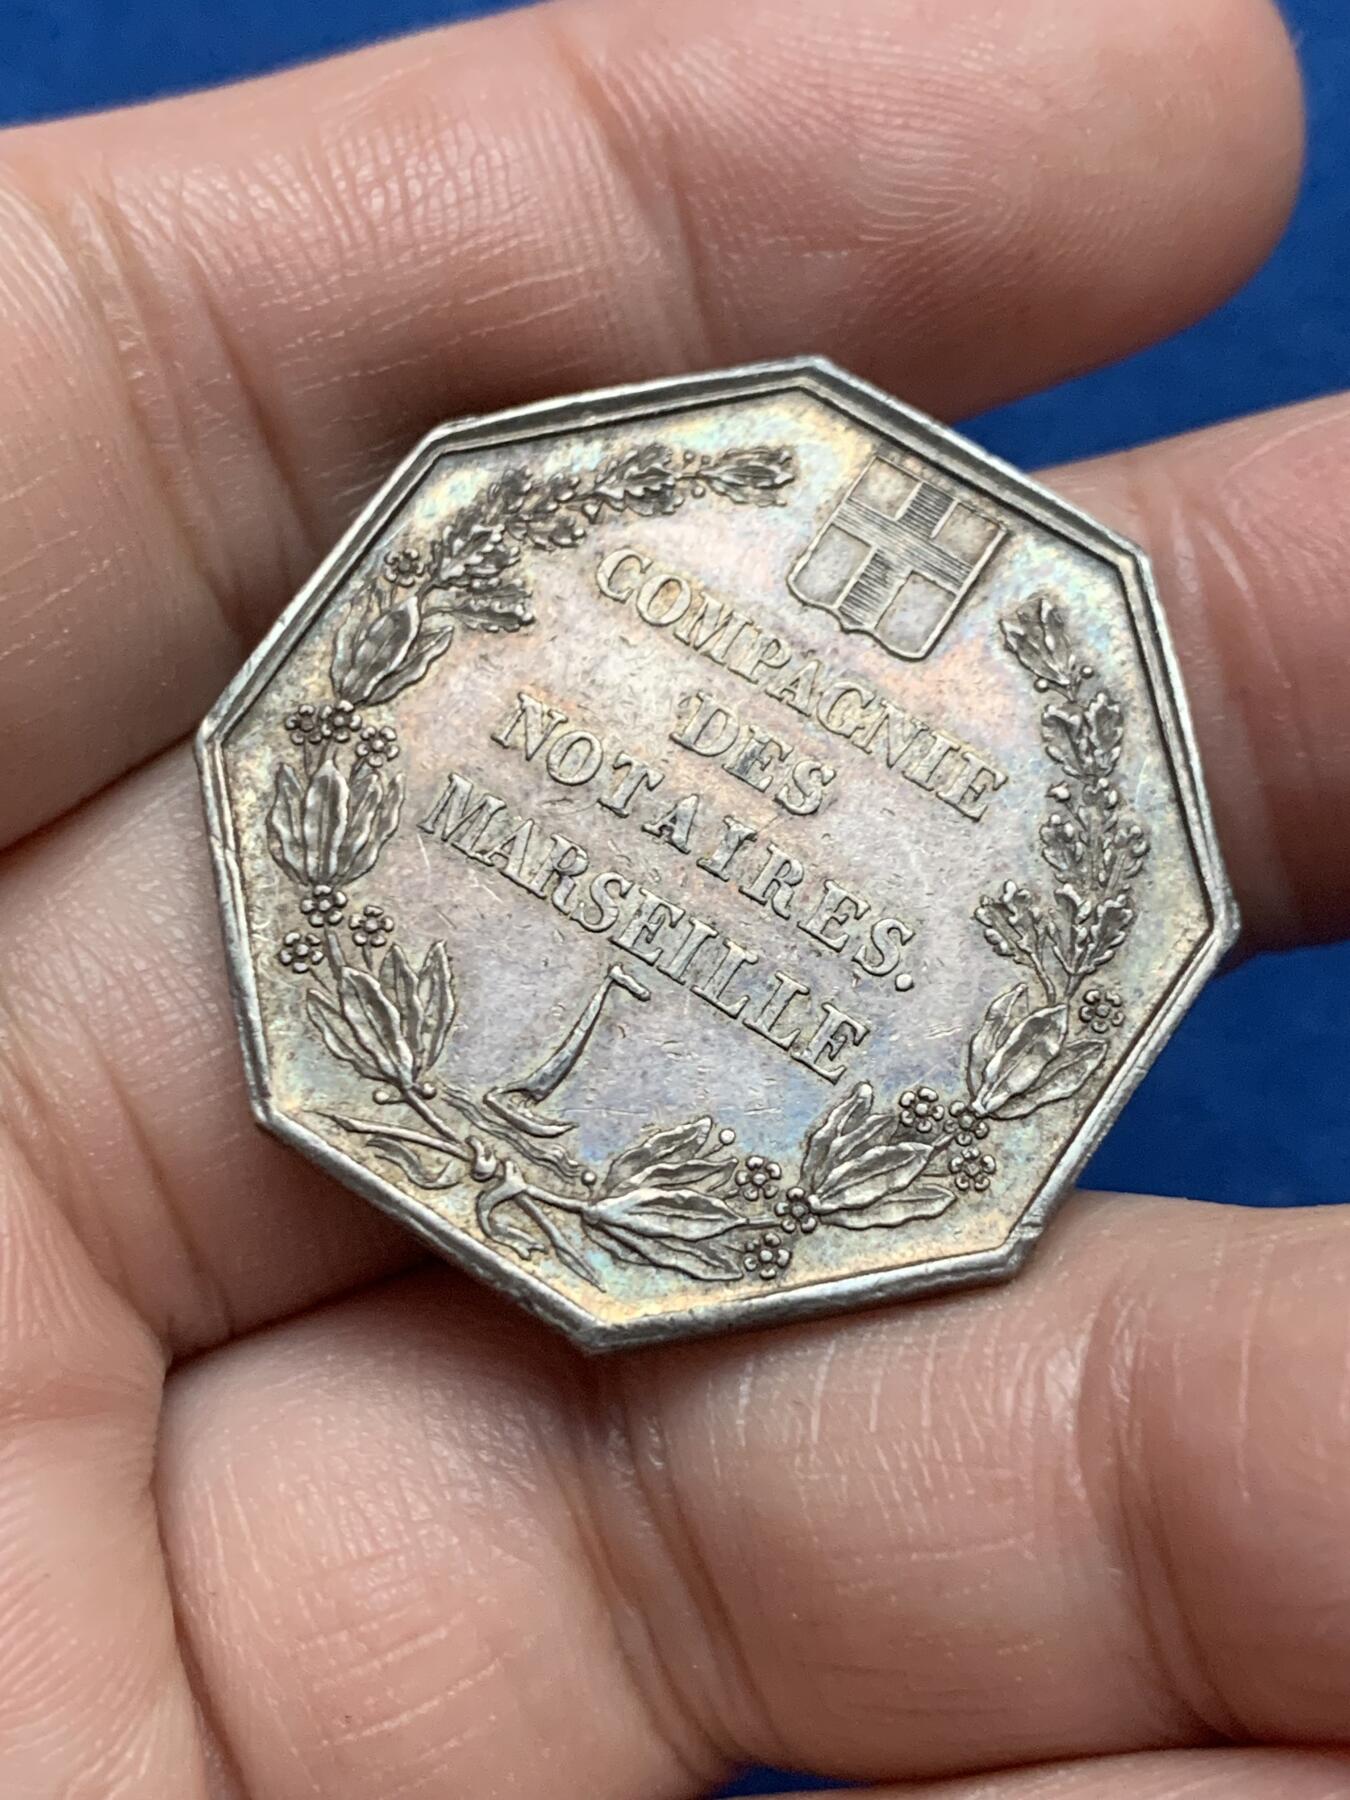 COMPAGNIE
DES
NOTAIRES.
MARSEILLE